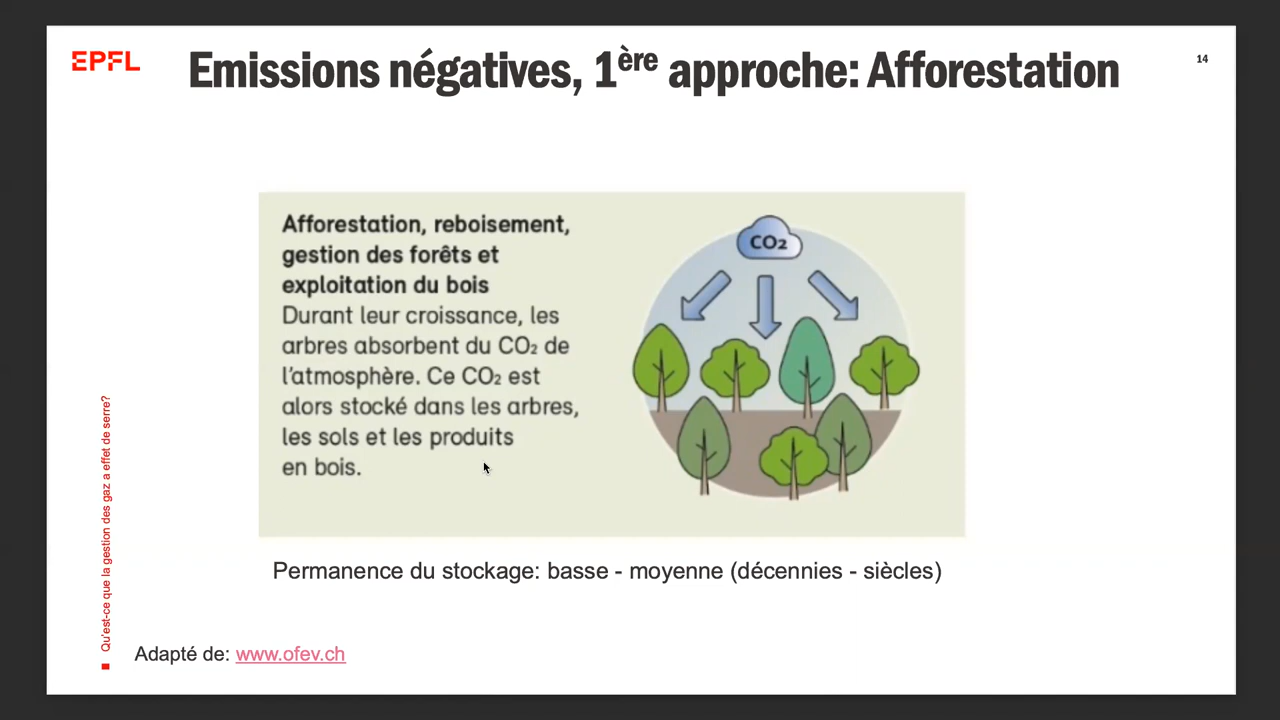 EPFL
Emissions négatives, 1ère approche: Afforestation
14
Afforestation, reboisement,
gestion des forêts et
exploitation du bois
Durant leur croissance, les
arbres absorbent du CO₂ de
l'atmosphère. Ce CO₂ est
alors stocké dans les arbres,
les sols et les produits
en bois.
CO₂
Permanence du stockage: basse - moyenne (décennies - siècles)
Qu'est-ce que la gestion des gaz a effet de serre?
Adapté de: www.ofev.ch